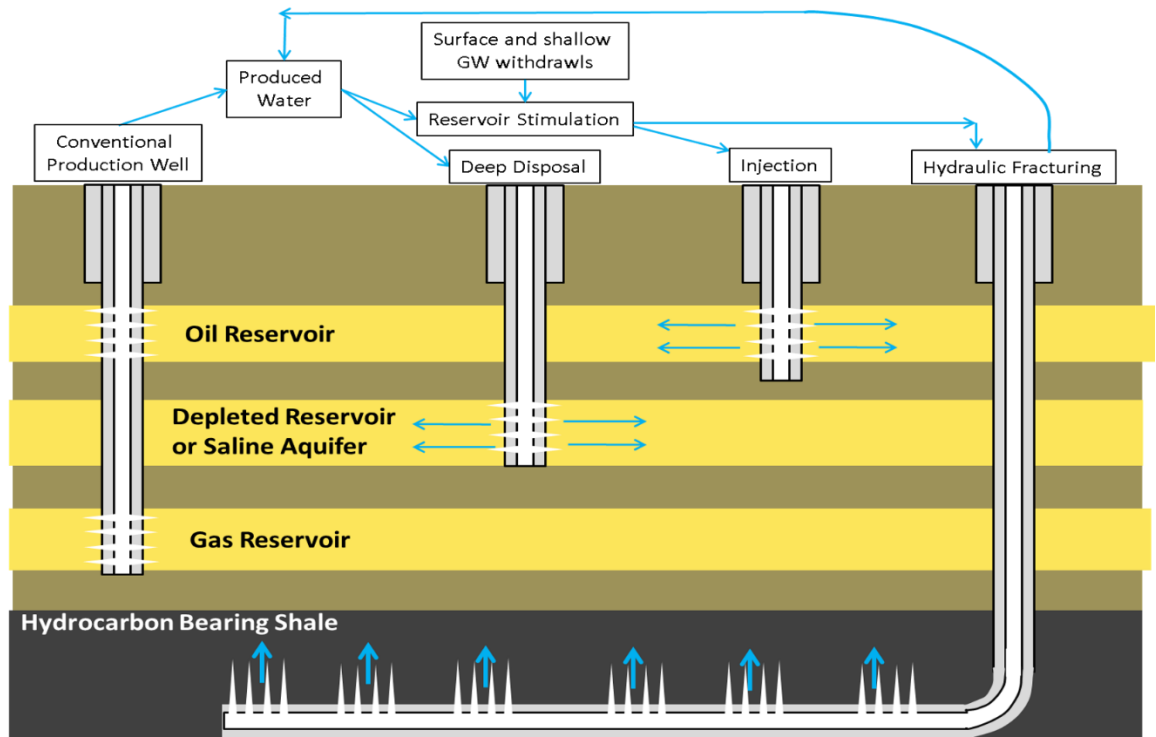 Surface and shallow
GW withdrawls
Produced
Water
Reservoir Stimulation
Conventional
Production Well
Deep Disposal
Injection
Hydraulic Fracturing
Oil Reservoir
Depleted Reservoir
or Saline Aquifer
Gas Reservoir
Hydrocarbon Bearing Shale